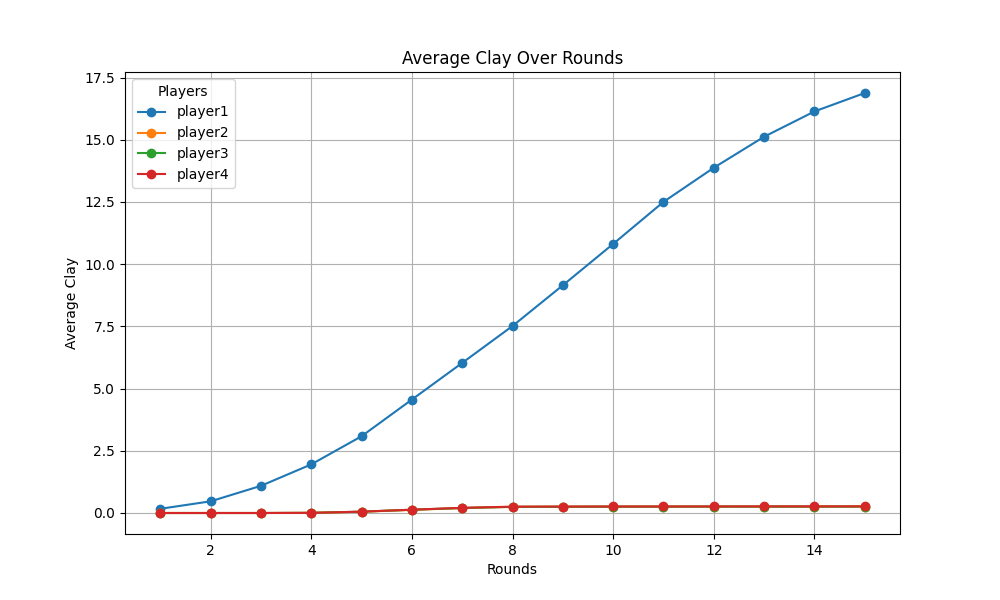 Average Clay Over Rounds
17.5
15.0
12.5
10.0
7.5
5.0
2.5
0.0
Average Clay
Players
player1
player2
player3
player4
2 4 6 8 10 12 14
Rounds